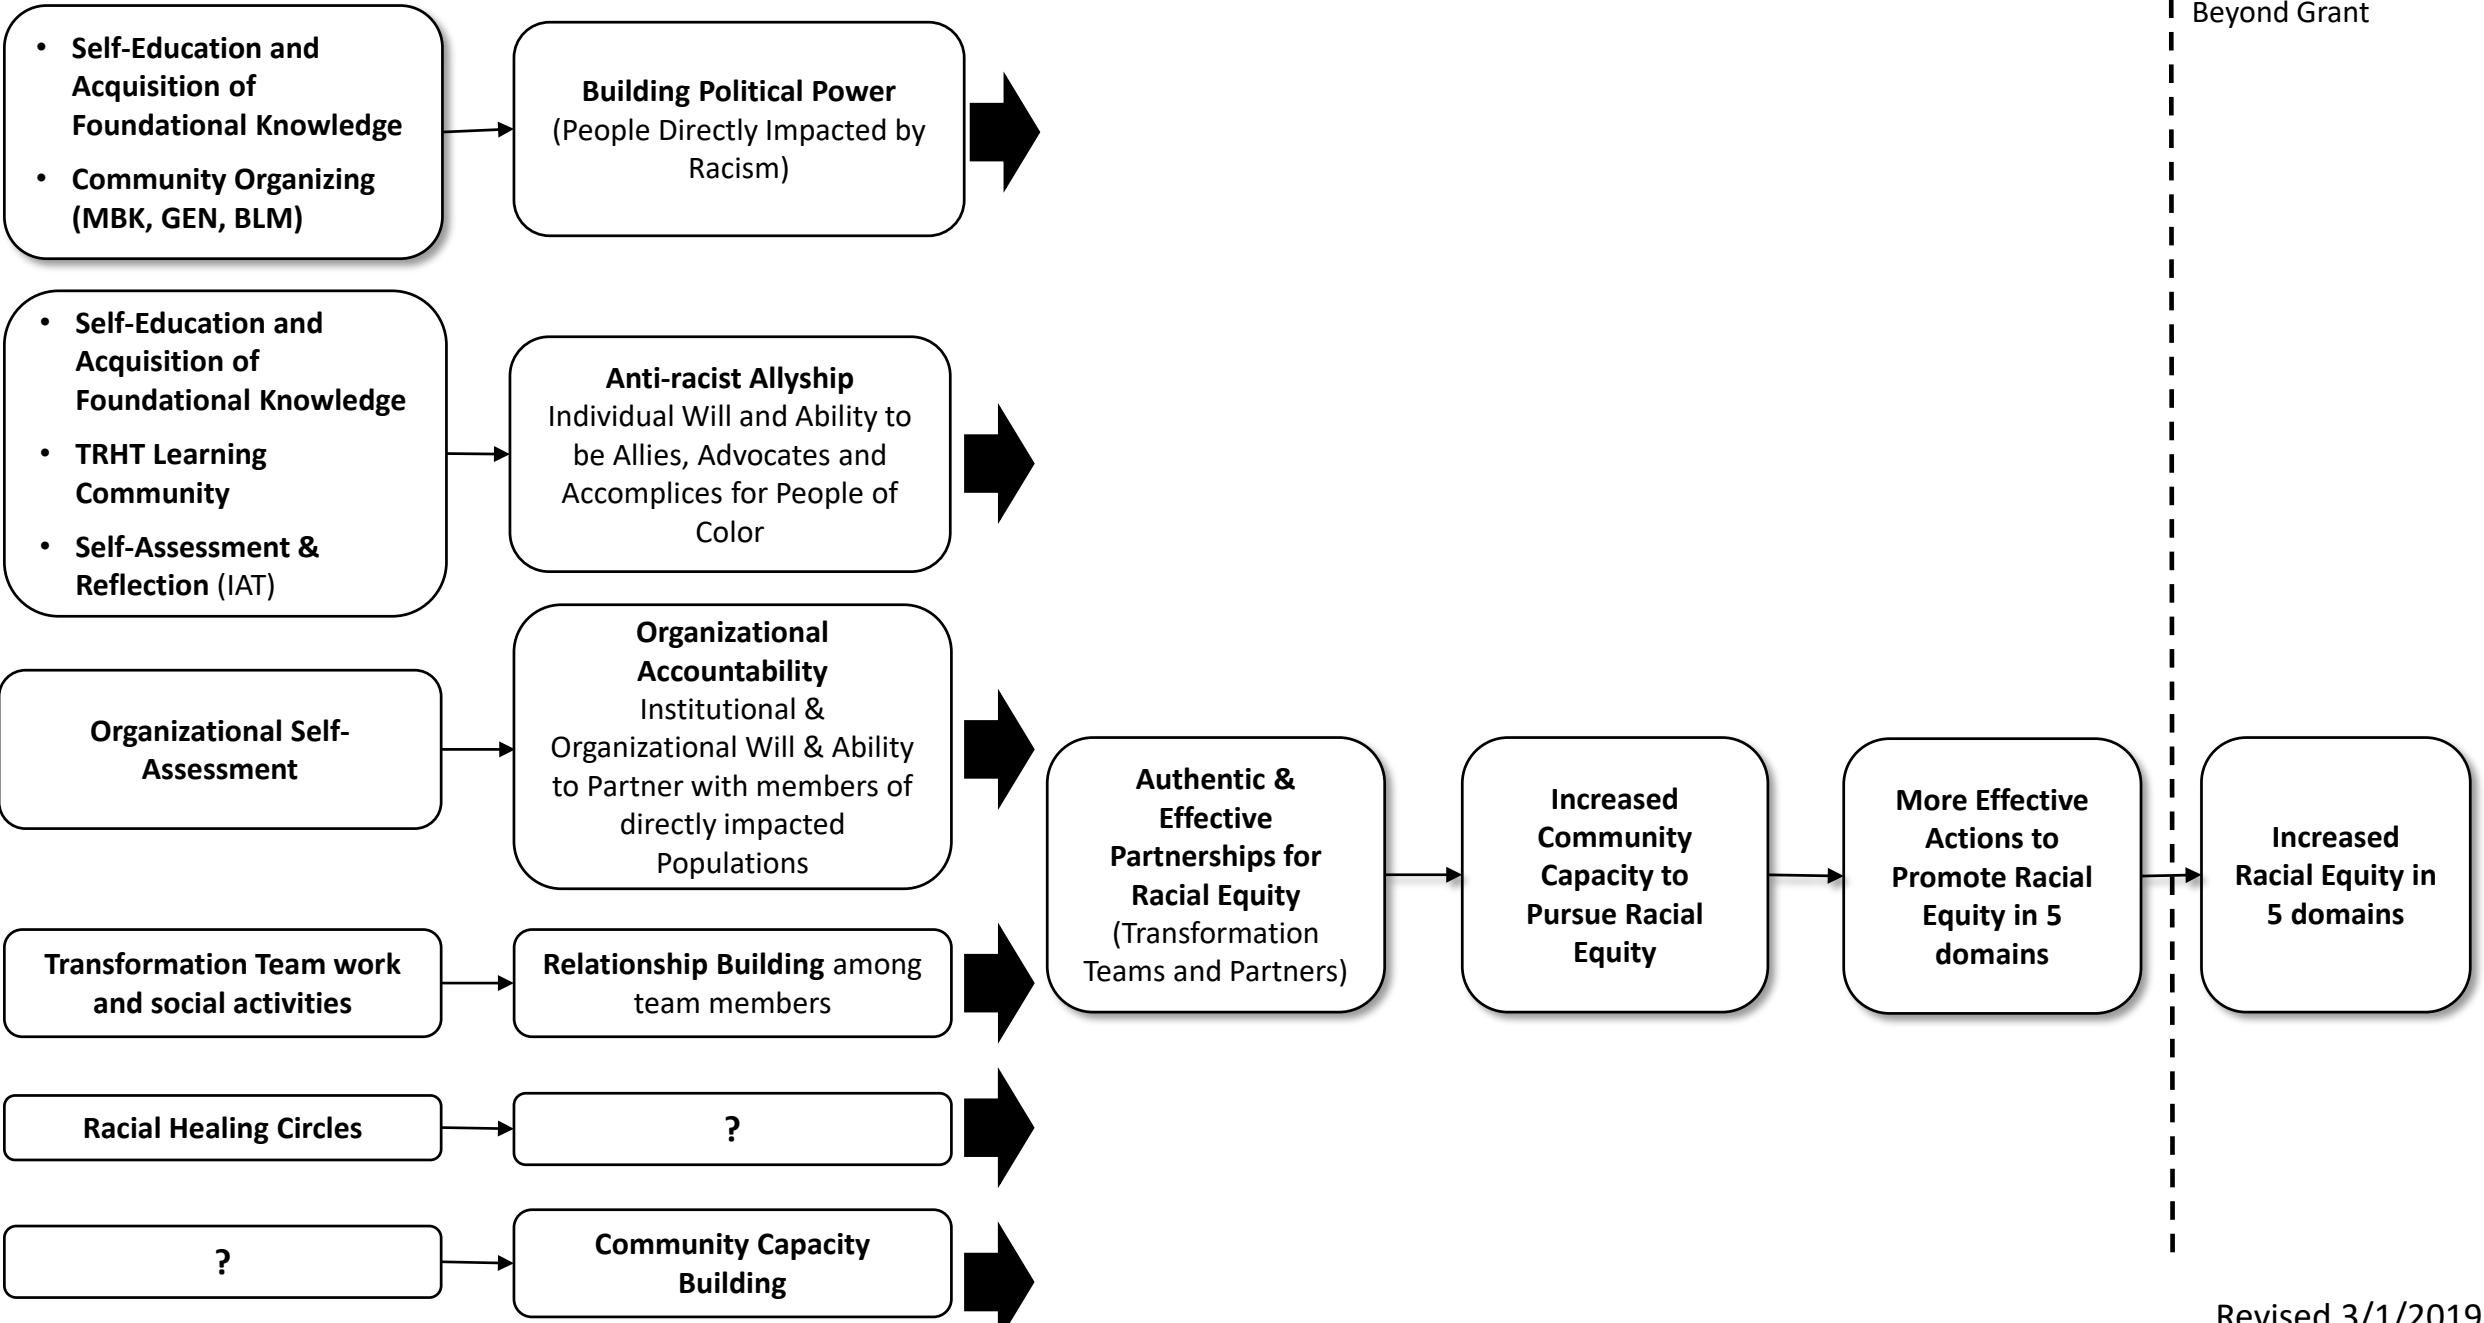 Beyond Grant
• Self-Education and
Acquisition of
Foundational Knowledge
• Community Organizing
(MBK, GEN, BLM)
Building Political Power
(People Directly Impacted by
Racism)
• Self-Education and
Acquisition of
Foundational Knowledge
• TRHT Learning
Community
• Self-Assessment &
Reflection (IAT)
Anti-racist Allyship
Individual Will and Ability to
be Allies, Advocates and
Accomplices for People of
Color
Organizational Self-
Assessment
Organizational
Accountability
Institutional &
Organizational Will & Ability
to Partner with members of
directly impacted
Populations
Transformation Team work
and social activities
Relationship Building among
team members
Racial Healing Circles
?
?
Community Capacity
Building
Authentic &
Effective
Partnerships for
Racial Equity
(Transformation
Teams and Partners)
Increased
Community
Capacity to
Pursue Racial
Equity
More Effective
Actions to
Promote Racial
Equity in 5
domains
Increased
Racial Equity in
5 domains
Revised 3/1/2019